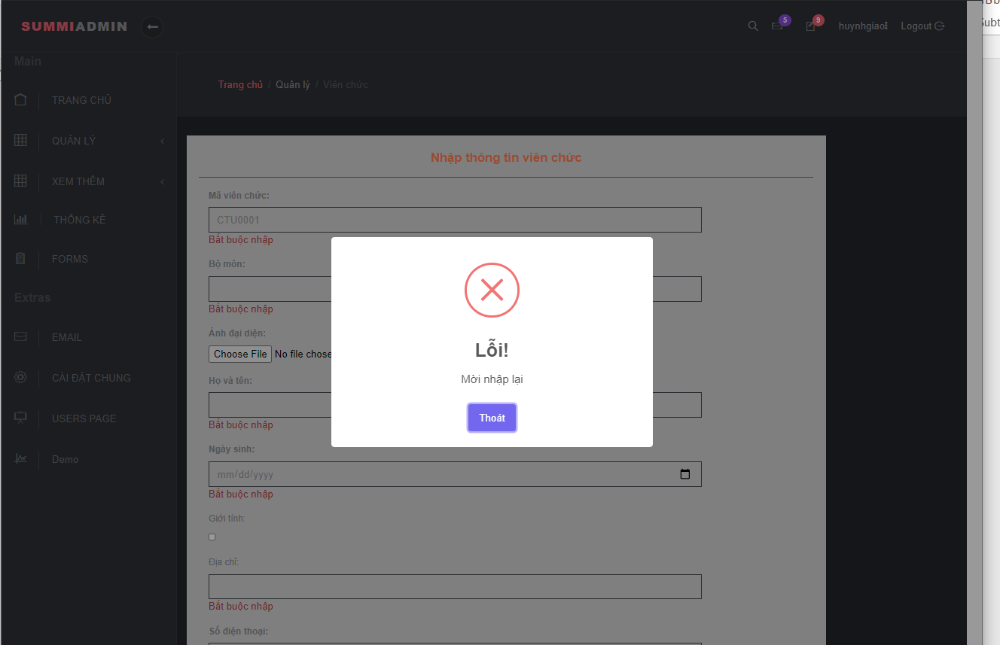 SUMMIADMIN
5
9
huynhgiao
Logout
Main
TRANG CHỦ
QUẢN LÝ
XEM THÊM
THỐNG KÊ
FORMS
Extras
EMAIL
CÀI ĐẶT CHUNG
USERS PAGE
Demo
Trang chủ / Quản lý / Viên chức
Nhập thông tin viên chức
Mã viên chức:
CTU0001
Bắt buộc nhập
Bộ môn:
Bắt buộc nhập
Ảnh đại diện:
Choose File No file chose
Họ và tên:
Bắt buộc nhập
Ngày sinh:
mm/dd/yyyy
Bắt buộc nhập
Giới tính:
Địa chỉ:
Bắt buộc nhập
Số điện thoại:
Lỗi!
Mời nhập lại
Thoát